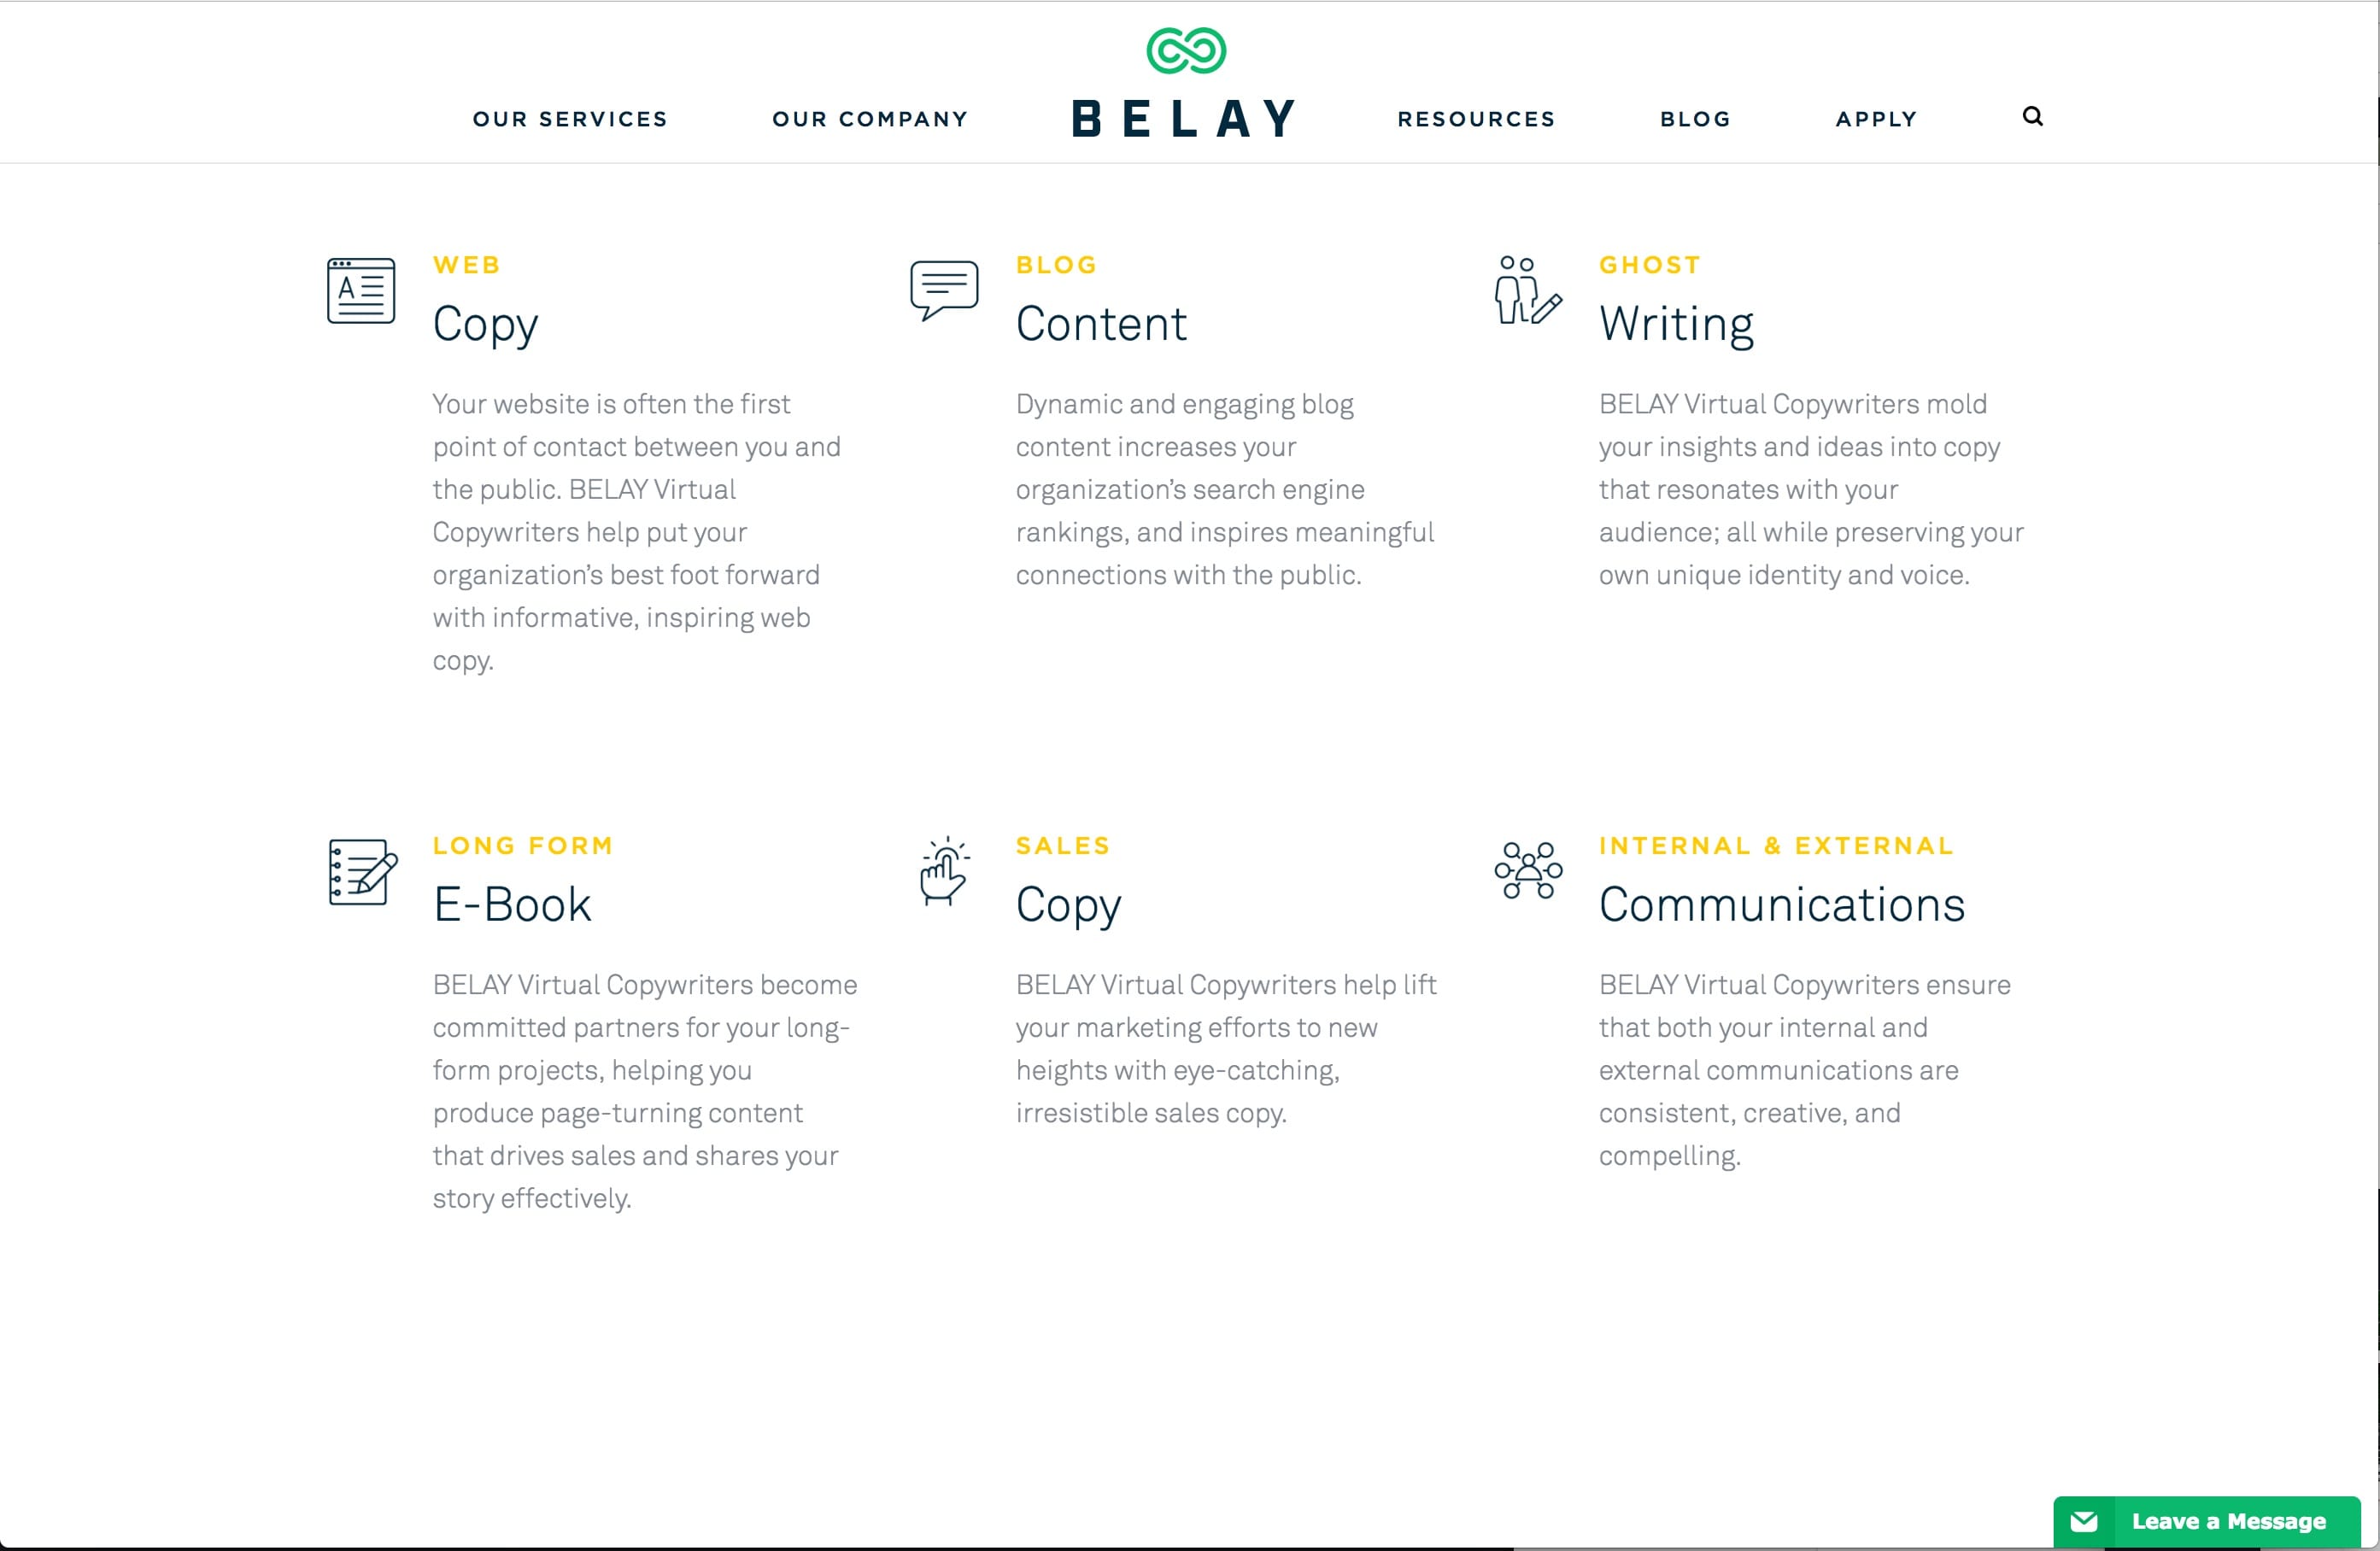 OUR SERVICES
OUR COMPANY
BELAY
RESOURCES
BLOG
APPLY
WEB
Copy
Your website is often the first
point of contact between you and
the public. BELAY Virtual
Copywriters help put your
organization’s best foot forward
with informative, inspiring web
copy.
BLOG
Content
Dynamic and engaging blog
content increases your
organization’s search engine
rankings, and inspires meaningful
connections with the public.
GHOST
Writing
BELAY Virtual Copywriters mold
your insights and ideas into copy
that resonates with your
audience; all while preserving your
own unique identity and voice.
LONG FORM
E-Book
BELAY Virtual Copywriters become
committed partners for your long-
form projects, helping you
produce page-turning content
that drives sales and shares your
story effectively.
SALES
Copy
BELAY Virtual Copywriters help lift
your marketing efforts to new
heights with eye-catching,
irresistible sales copy.
INTERNAL & EXTERNAL
Communications
BELAY Virtual Copywriters ensure
that both your internal and
external communications are
consistent, creative, and
compelling.
Leave a Message